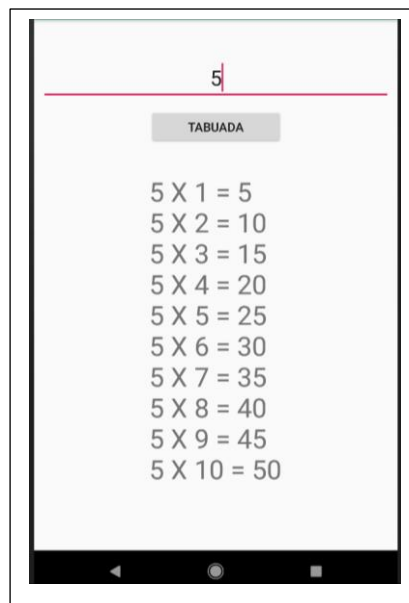 5
TABUADA
5 X 1 = 5
5 X 2 = 10
5 X 3 = 15
5 X 4 = 20
5 X 5 = 25
5 X 6 = 30
5 X 7 = 35
5 X 8 = 40
5 X 9 = 45
5 X 10 = 50